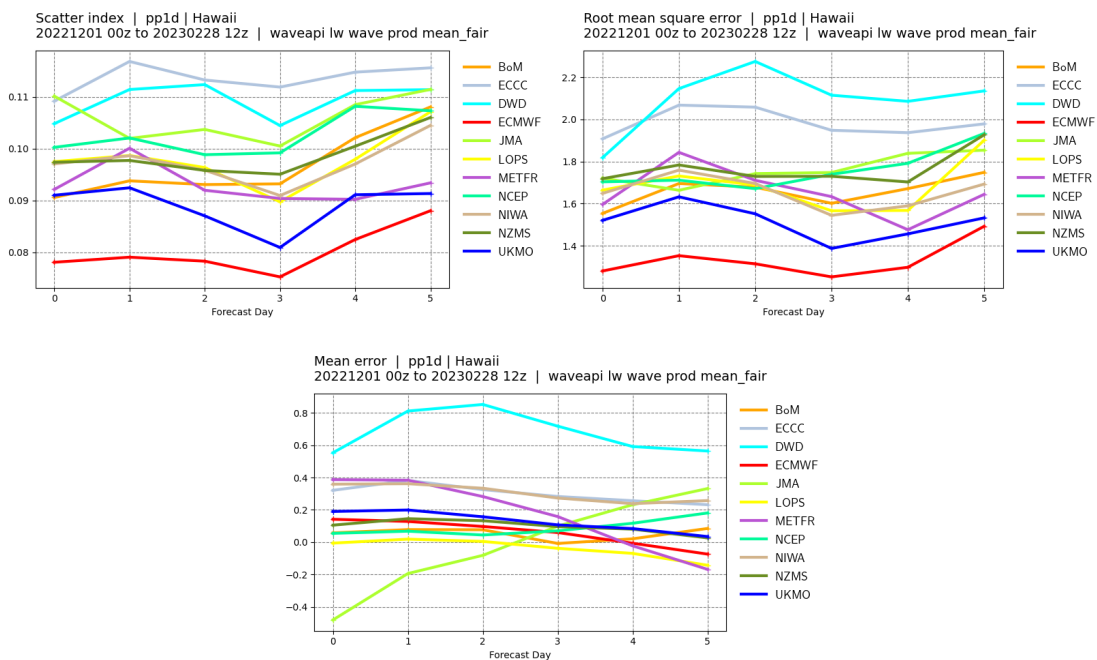 Scatter index | pp1d | Hawaii
20221201 00z to 20230228 12z | waveapi lw wave prod mean_fair
0.11
0.10
0.09
0.08
0
1
2
3
4
5
Forecast Day
BoM
ECCC
DWD
ECMWF
JMA
LOPS
METFR
NCEP
NIWA
NZMS
UKMO
Root mean square error | pp1d | Hawaii
20221201 00z to 20230228 12z | waveapi lw wave prod mean_fair
2.2
2.0
1.8
1.6
1.4
0
1
2
3
4
5
Forecast Day
BoM
ECCC
DWD
ECMWF
JMA
LOPS
METFR
NCEP
NIWA
NZMS
UKMO
Mean error | pp1d | Hawaii
20221201 00z to 20230228 12z | waveapi lw wave prod mean_fair
0.8
0.6
0.4
0.2
0.0
−0.2
−0.4
0
1
2
3
4
5
Forecast Day
BoM
ECCC
DWD
ECMWF
JMA
LOPS
METFR
NCEP
NIWA
NZMS
UKMO